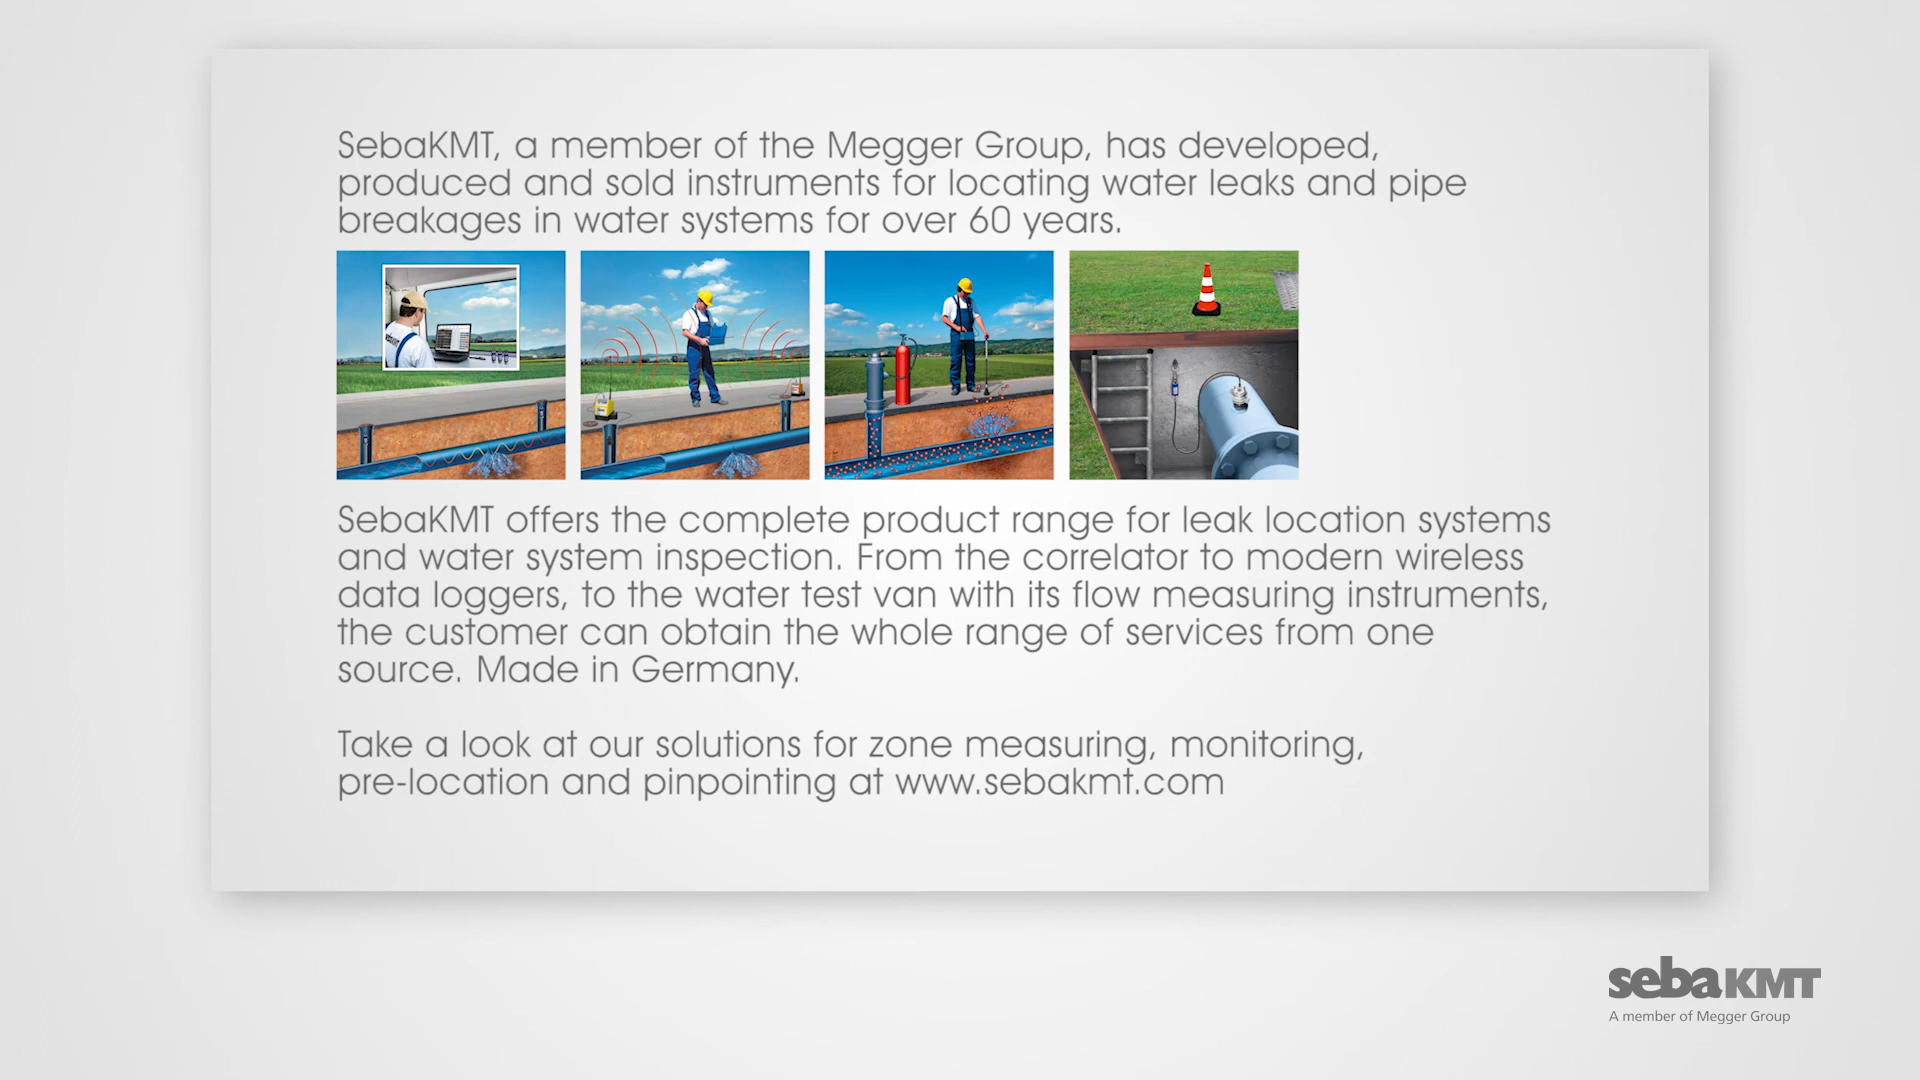 SebaKMT, a member of the Megger Group, has developed,
produced and sold instruments for locating water leaks and pipe
breakages in water systems for over 60 years.
SebaKMT offers the complete product range for leak location systems
and water system inspection. From the correlator to modern wireless
data loggers, to the water test van with its flow measuring instruments,
the customer can obtain the whole range of services from one
source. Made in Germany.
Take a look at our solutions for zone measuring, monitoring,
pre-location and pinpointing at www.sebakmt.com
sebaKMT
A member of Megger Group